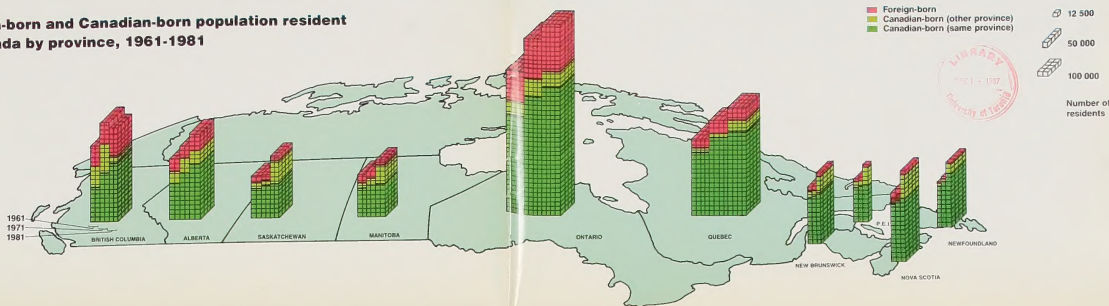 -born and Canadian-born population resident
ada by province, 1961-1981
Foreign-born
Canadian-born (other province)
Canadian-born (same province)
12 500
50 000
100 000
Number of
residents
LIBRARY
1987
University of Toronto
1961
1971
1981
BRITISH COLUMBIA
ALBERTA
SASKATCHEWAN
MANITOBA
ONTARIO
QUEBEC
NEW BRUNSWICK
P.E.I.
NOVA SCOTIA
NEWFOUNDLAND